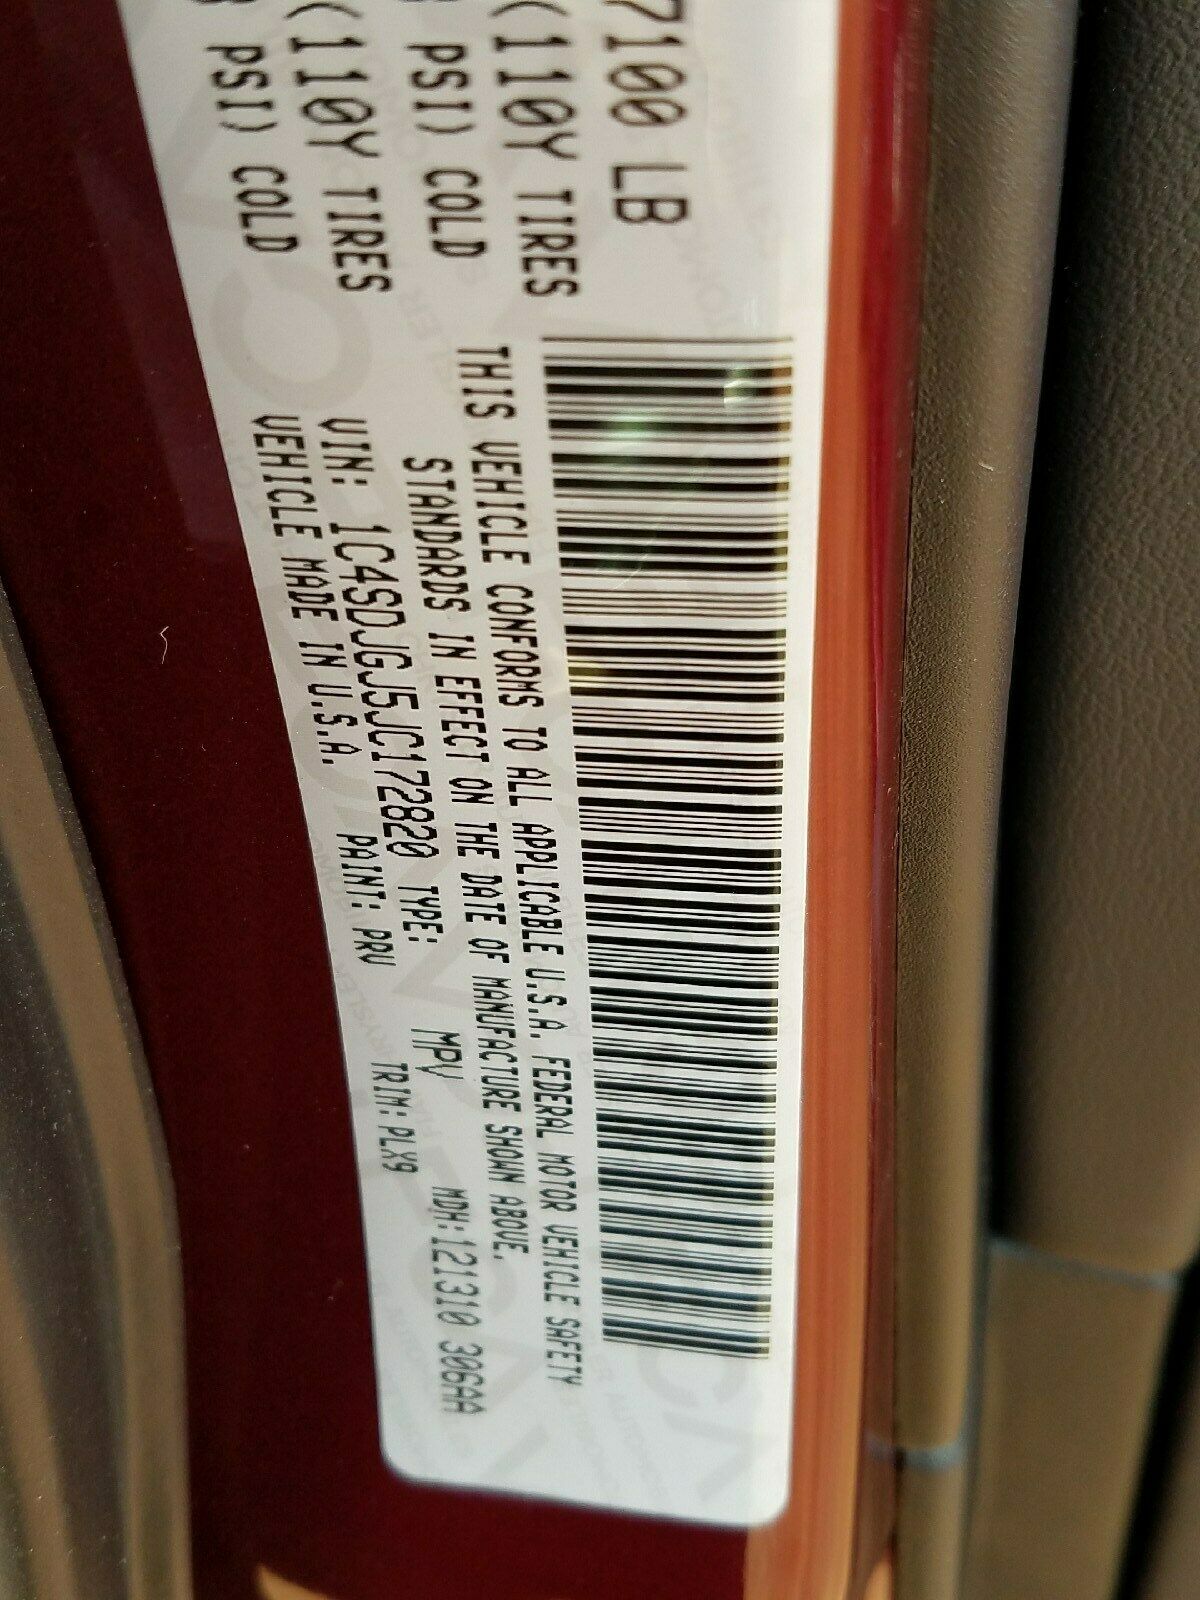 7100 LB
(110Y TIRES
PSI) COLD
(110Y TIRES
PSI) COLD
THIS VEHICLE CONFORMS TO ALL APPLICABLE U.S.A. FEDERAL MOTOR VEHICLE SAFETY
STANDARDS IN EFFECT ON THE DATE OF MANUFACTURE SHOWN ABOVE.
VIN: 1C4SDJGJ5JC172820 TYPE: MPV MDH:121310 306AA
VEHICLE MADE IN U.S.A. PAINT: PRV TRIM: PLX9